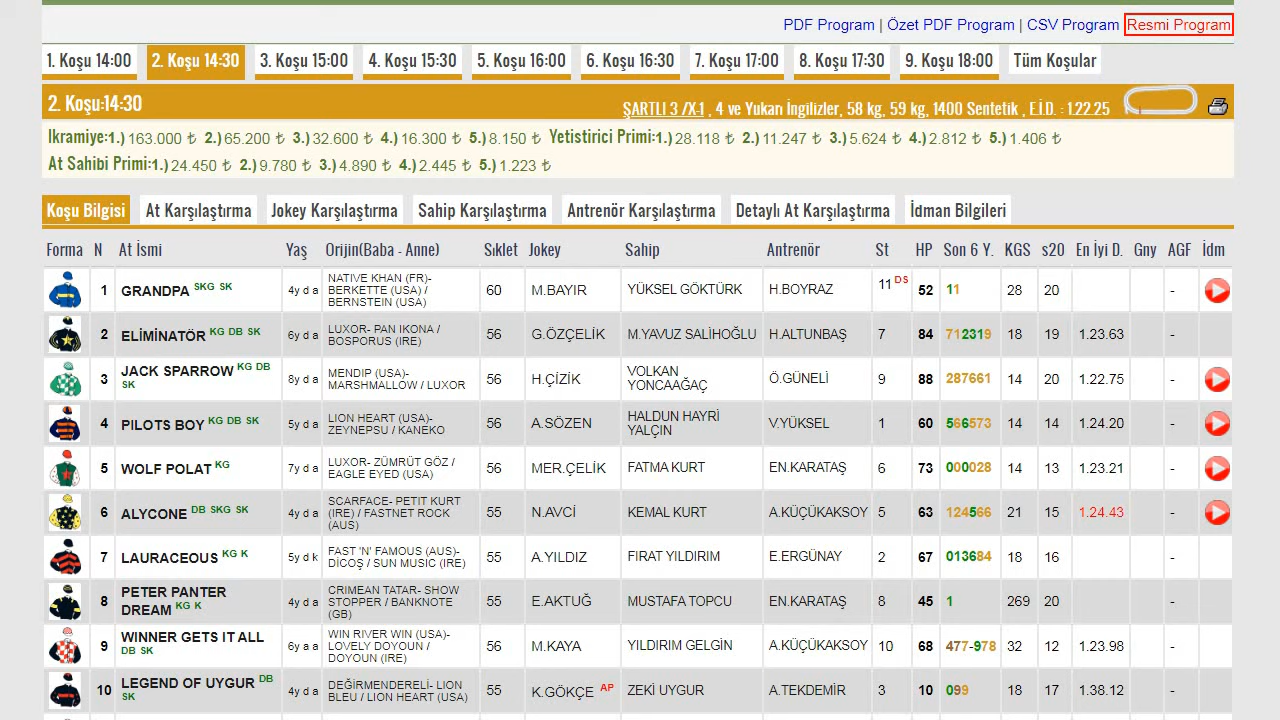 PDF Program | Özet PDF Program | CSV Program Resmi Program
1. Koşu 14:00 2. Koşu 14:30 3. Koşu 15:00 4. Koşu 15:30 5. Koşu 16:00 6. Koşu 16:30 7. Koşu 17:00 8. Koşu 17:30 9. Koşu 18:00 Tüm Koşular
2. Koşu:14:30 ŞARTLI 3 /X-1 , 4 ve Yukarı İngilizler, 58 kg, 59 kg, 1400 Sentetik , E.İ.D. : 1.22.25
Ikramiye:1.) 163.000 ₺ 2.) 65.200 ₺ 3.) 32.600 ₺ 4.) 16.300 ₺ 5.) 8.150 ₺ Yetistirici Primi:1.) 28.118 ₺ 2.) 11.247 ₺ 3.) 5.624 ₺ 4.) 2.812 ₺ 5.) 1.406 ₺
At Sahibi Primi:1.) 24.450 ₺ 2.) 9.780 ₺ 3.) 4.890 ₺ 4.) 2.445 ₺ 5.) 1.223 ₺
Koşu Bilgisi At Karşılaştırma Jokey Karşılaştırma Sahip Karşılaştırma Antrenör Karşılaştırma Detaylı At Karşılaştırma İdman Bilgileri
Forma N At İsmi Yaş Orijin(Baba - Anne) Sıklet Jokey Sahip Antrenör St HP Son 6 Y. KGS s20 En İyi D. Gny AGF İdm
1 GRANDPA SKG SK 4y d a NATIVE KHAN (FR)- BERKETTE (USA) / BERNSTEIN (USA) 60 M.BAYIR YÜKSEL GÖKTÜRK H.BOYRAZ 11 DS 52 11 28 20 -
2 ELİMİNATÖR KG DB SK 6y d a LUXOR- PAN IKONA / BOSPORUS (IRE) 56 G.ÖZÇELİK M.YAVUZ SALİHOĞLU H.ALTUNBAŞ 7 84 712319 18 19 1.23.63 -
3 JACK SPARROW KG DB SK 8y d a MENDIP (USA)- MARSHMALLOW / LUXOR 56 H.ÇİZİK VOLKAN YONCAAĞAÇ O.GÜNELİ 9 88 287661 14 20 1.22.75 -
4 PILOTS BOY KG DB SK 5y d a LION HEART (USA)- ZEYNEPSU / KANEKO 56 A.SÖZEN HALDUN HAYRİ YALÇIN V.YÜKSEL 1 60 566573 14 14 1.24.20 -
5 WOLF POLAT KG 7y d a LUXOR- ZÜMRÜT GÖZ / EAGLE EYED (USA) 56 MER.ÇELİK FATMA KURT EN.KARATAŞ 6 73 000028 14 13 1.23.21 -
6 ALYCONE DB SKG SK 4y d a SCARFACE- PETIT KURT (IRE) / FASTNET ROCK (AUS) 55 N.AVCİ KEMAL KURT A.KÜÇÜKAKSOY 5 63 124566 21 15 1.24.43 -
7 LAURACEOUS KG K 5y d k FAST 'N' FAMOUS (AUS)- DİCOŞ / SUN MUSIC (IRE) 55 A.YILDIZ FIRAT YILDIRIM E.ERGÜNAY 2 67 013684 18 16 -
8 PETER PANTER DREAM KG K 4y d a CRIMEAN TATAR- SHOW STOPPER / BANKNOTE (GB) 55 E.AKTUĞ MUSTAFA TOPCU EN.KARATAŞ 8 45 1 269 20 -
9 WINNER GETS IT ALL DB SK 6y a a WIN RIVER WIN (USA)- LOVELY DOYOUN / DOYOUN (IRE) 56 M.KAYA YILDIRIM GELGİN A.KÜÇÜKAKSOY 10 68 477-978 32 12 1.23.98 -
10 LEGEND OF UYGUR DB SK 4y d a DEĞİRMENDERELİ- LION BLEU / LION HEART (USA) 55 K.GÖKÇE AP ZEKİ UYGUR A.TEKDEMİR 3 10 099 18 17 1.38.12 -